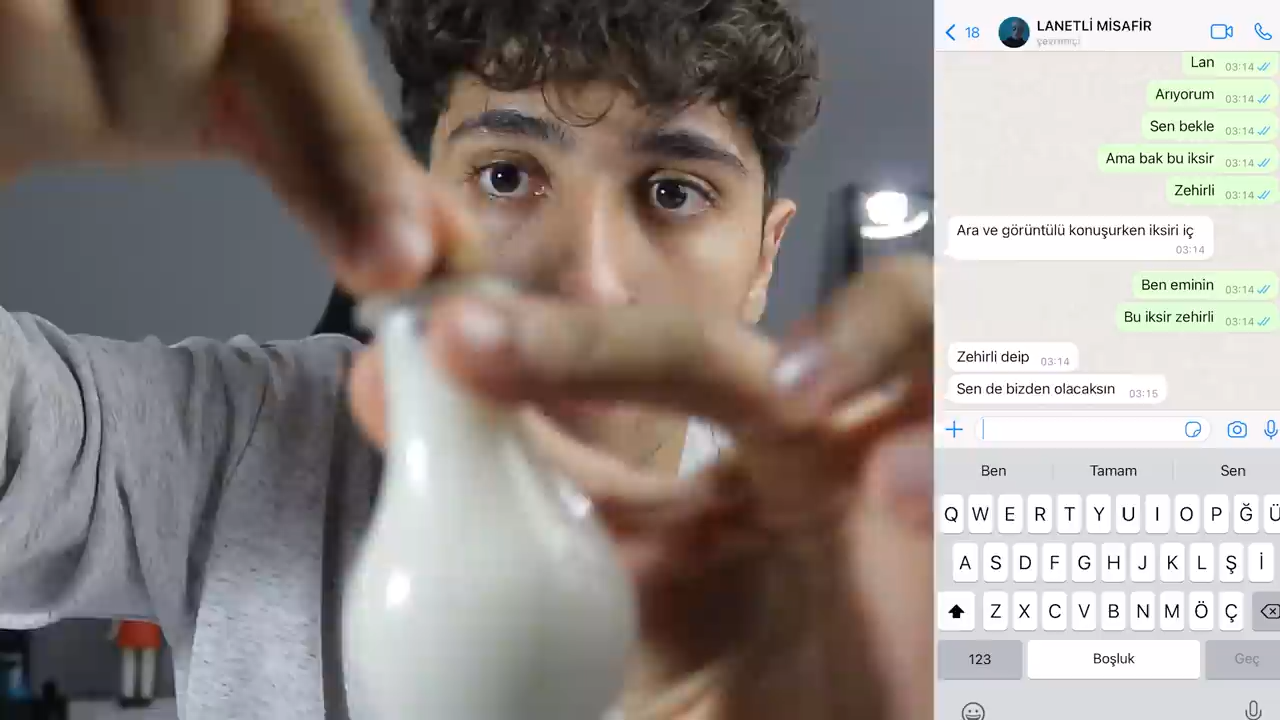 18
LANETLİ MİSAFİR
çevrimiçi
Lan 03:14
Arıyorum 03:14
Sen bekle 03:14
Ama bak bu iksir 03:14
Zehirli 03:14
Ara ve görüntülü konuşurken iksiri iç
03:14
Ben eminin 03:14
Bu iksir zehirli 03:14
Zehirli deip 03:14
Sen de bizden olacaksın 03:15
Ben Tamam Sen
Q W E R T Y U I O P Ğ Ü
A S D F G H J K L Ş İ
Z X C V B N M Ö Ç
123 Boşluk Geç